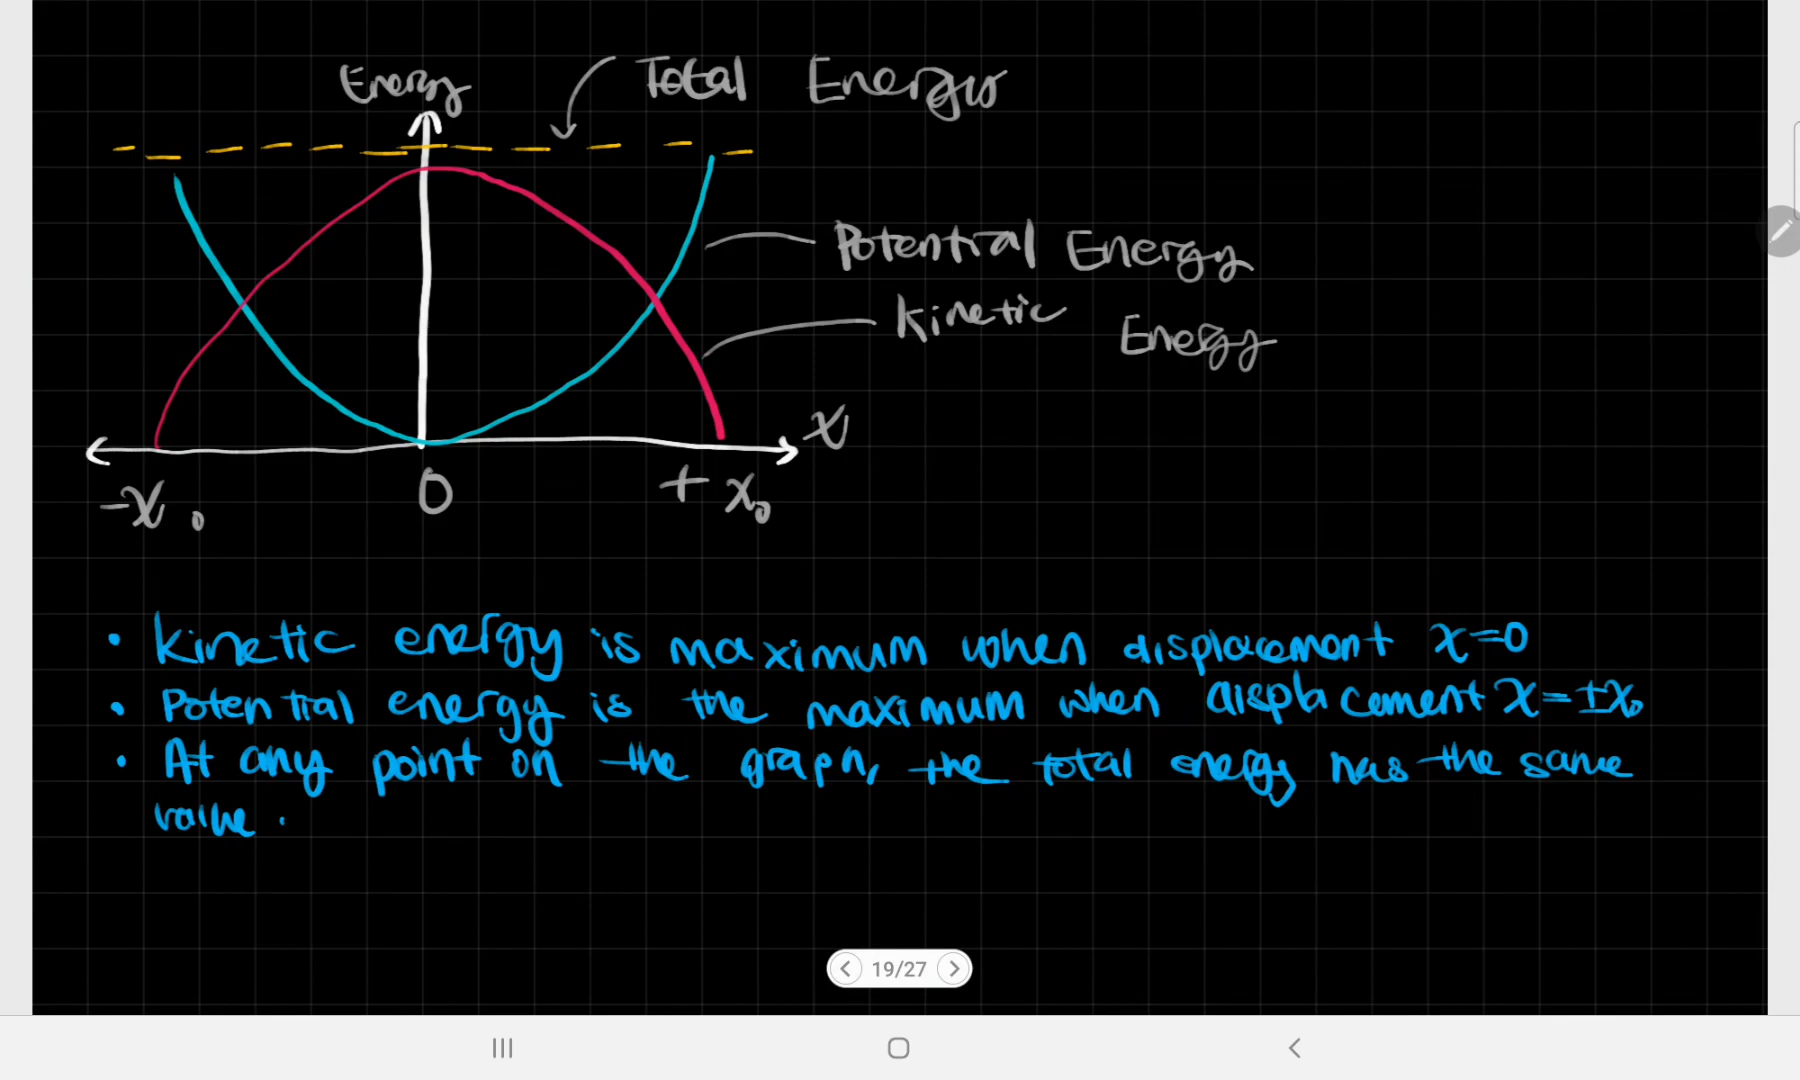 Energy
Total Energy
Potential Energy
Kinetic
Energy
x
-x₀
0
+x₀
• Kinetic energy is maximum when displacement x=0
• Potential energy is the maximum when displacement x=±x₀
• At any point on the graph, the total energy has the same
value.
19/27